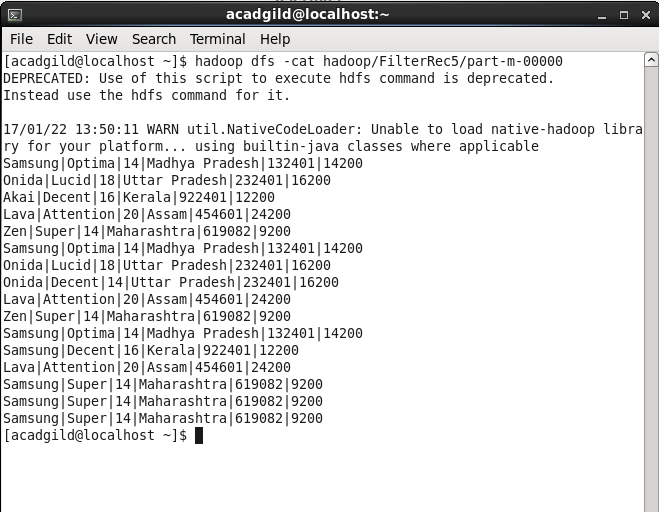 acadgild@localhost:~
File Edit View Search Terminal Help
[acadgild@localhost ~]$ hadoop dfs -cat hadoop/FilterRec5/part-m-00000
DEPRECATED: Use of this script to execute hdfs command is deprecated.
Instead use the hdfs command for it.
17/01/22 13:50:11 WARN util.NativeCodeLoader: Unable to load native-hadoop libra
ry for your platform... using builtin-java classes where applicable
Samsung|Optima|14|Madhya Pradesh|132401|14200
Onida|Lucid|18|Uttar Pradesh|232401|16200
Akai|Decent|16|Kerala|922401|12200
Lava|Attention|20|Assam|454601|24200
Zen|Super|14|Maharashtra|619082|9200
Samsung|Optima|14|Madhya Pradesh|132401|14200
Onida|Lucid|18|Uttar Pradesh|232401|16200
Onida|Decent|14|Uttar Pradesh|232401|16200
Lava|Attention|20|Assam|454601|24200
Zen|Super|14|Maharashtra|619082|9200
Samsung|Optima|14|Madhya Pradesh|132401|14200
Samsung|Decent|16|Kerala|922401|12200
Lava|Attention|20|Assam|454601|24200
Samsung|Super|14|Maharashtra|619082|9200
Samsung|Super|14|Maharashtra|619082|9200
Samsung|Super|14|Maharashtra|619082|9200
[acadgild@localhost ~]$